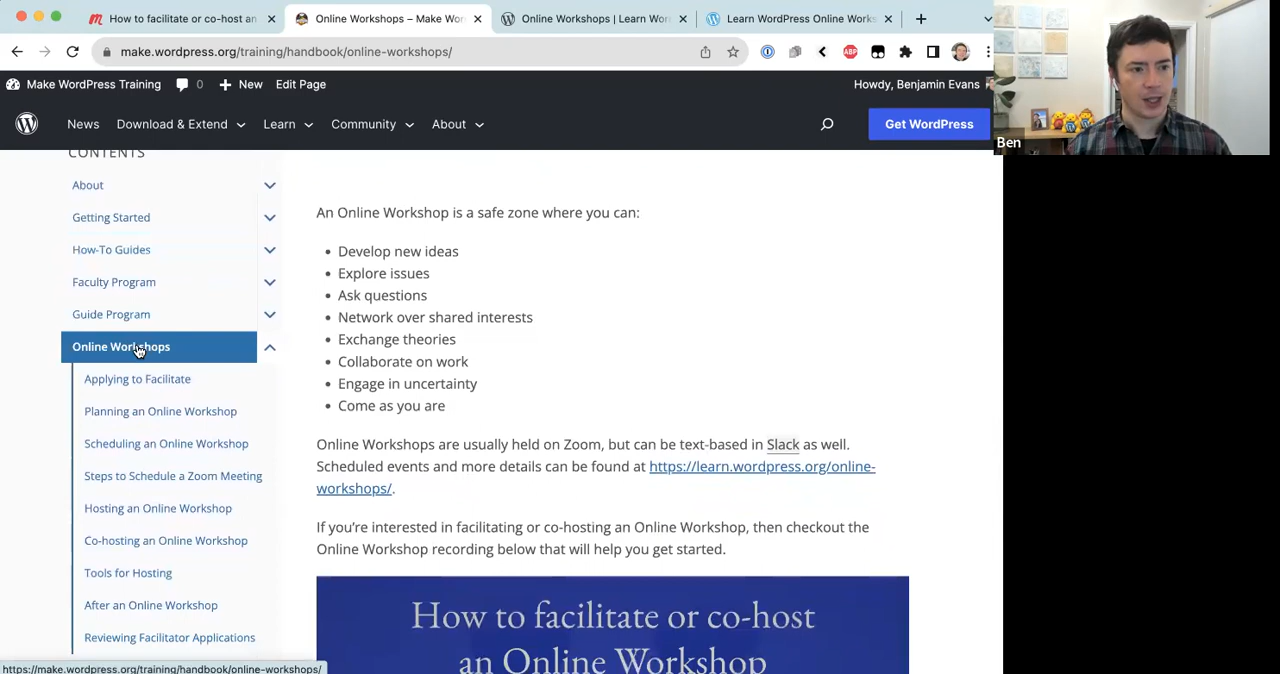 How to facilitate or co-host an
Online Workshops – Make Wor
Online Workshops | Learn Wor
Learn WordPress Online Works
make.wordpress.org/training/handbook/online-workshops/
ABP
Make WordPress Training
0
New
Edit Page
Howdy, Benjamin Evans
News
Download & Extend
Learn
Community
About
Get WordPress
Ben
CONTENTS
About
Getting Started
How-To Guides
Faculty Program
Guide Program
Online Workshops
Applying to Facilitate
Planning an Online Workshop
Scheduling an Online Workshop
Steps to Schedule a Zoom Meeting
Hosting an Online Workshop
Co-hosting an Online Workshop
Tools for Hosting
After an Online Workshop
Reviewing Facilitator Applications
An Online Workshop is a safe zone where you can:
Develop new ideas
Explore issues
Ask questions
Network over shared interests
Exchange theories
Collaborate on work
Engage in uncertainty
Come as you are
Online Workshops are usually held on Zoom, but can be text-based in Slack as well.
Scheduled events and more details can be found at https://learn.wordpress.org/online-
workshops/.
If you're interested in facilitating or co-hosting an Online Workshop, then checkout the
Online Workshop recording below that will help you get started.
How to facilitate or co-host
an Online Workshop
https://make.wordpress.org/training/handbook/online-workshops/